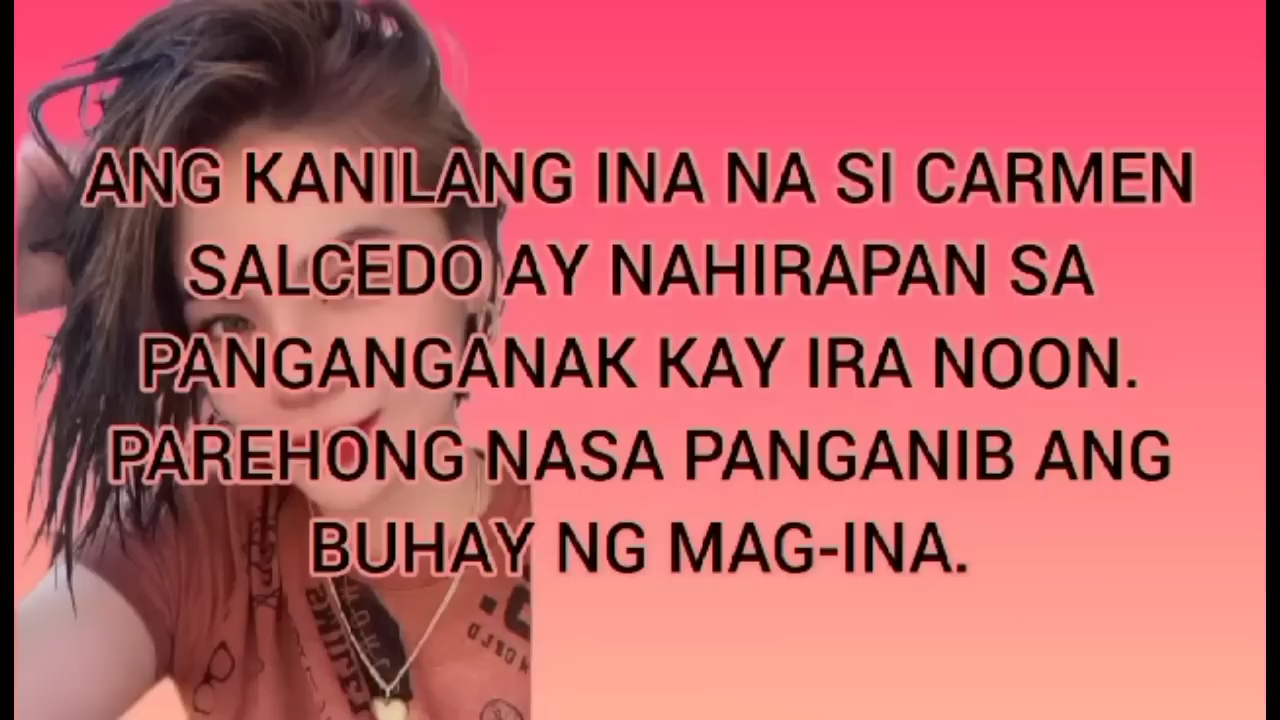 ANG KANILANG INA NA SI CARMEN
SALCEDO AY NAHIRAPAN SA
PANGANGANAK KAY IRA NOON.
PAREHONG NASA PANGANIB ANG
BUHAY NG MAG-INA.
WORLD